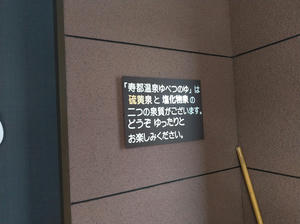 「寿都温泉ゆべつのゆ」は
硫黄泉と塩化物泉の
二つの泉質がございます。
どうぞ ゆったりと
お楽しみください。